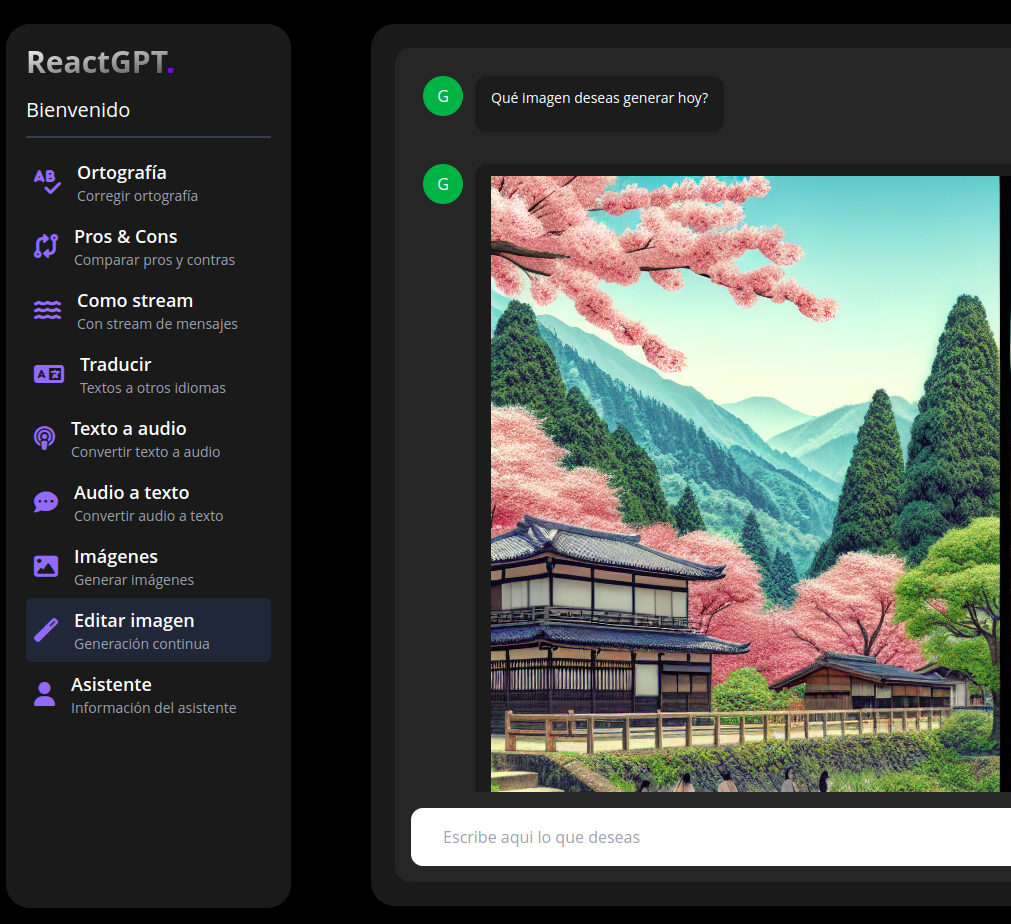 ReactGPT.
Bienvenido
Ortografía
Corregir ortografía
Pros & Cons
Comparar pros y contras
Como stream
Con stream de mensajes
Traducir
Textos a otros idiomas
Texto a audio
Convertir texto a audio
Audio a texto
Convertir audio a texto
Imágenes
Generar imágenes
Editar imagen
Generación continua
Asistente
Información del asistente
G
Qué imagen deseas generar hoy?
G
Escribe aqui lo que deseas